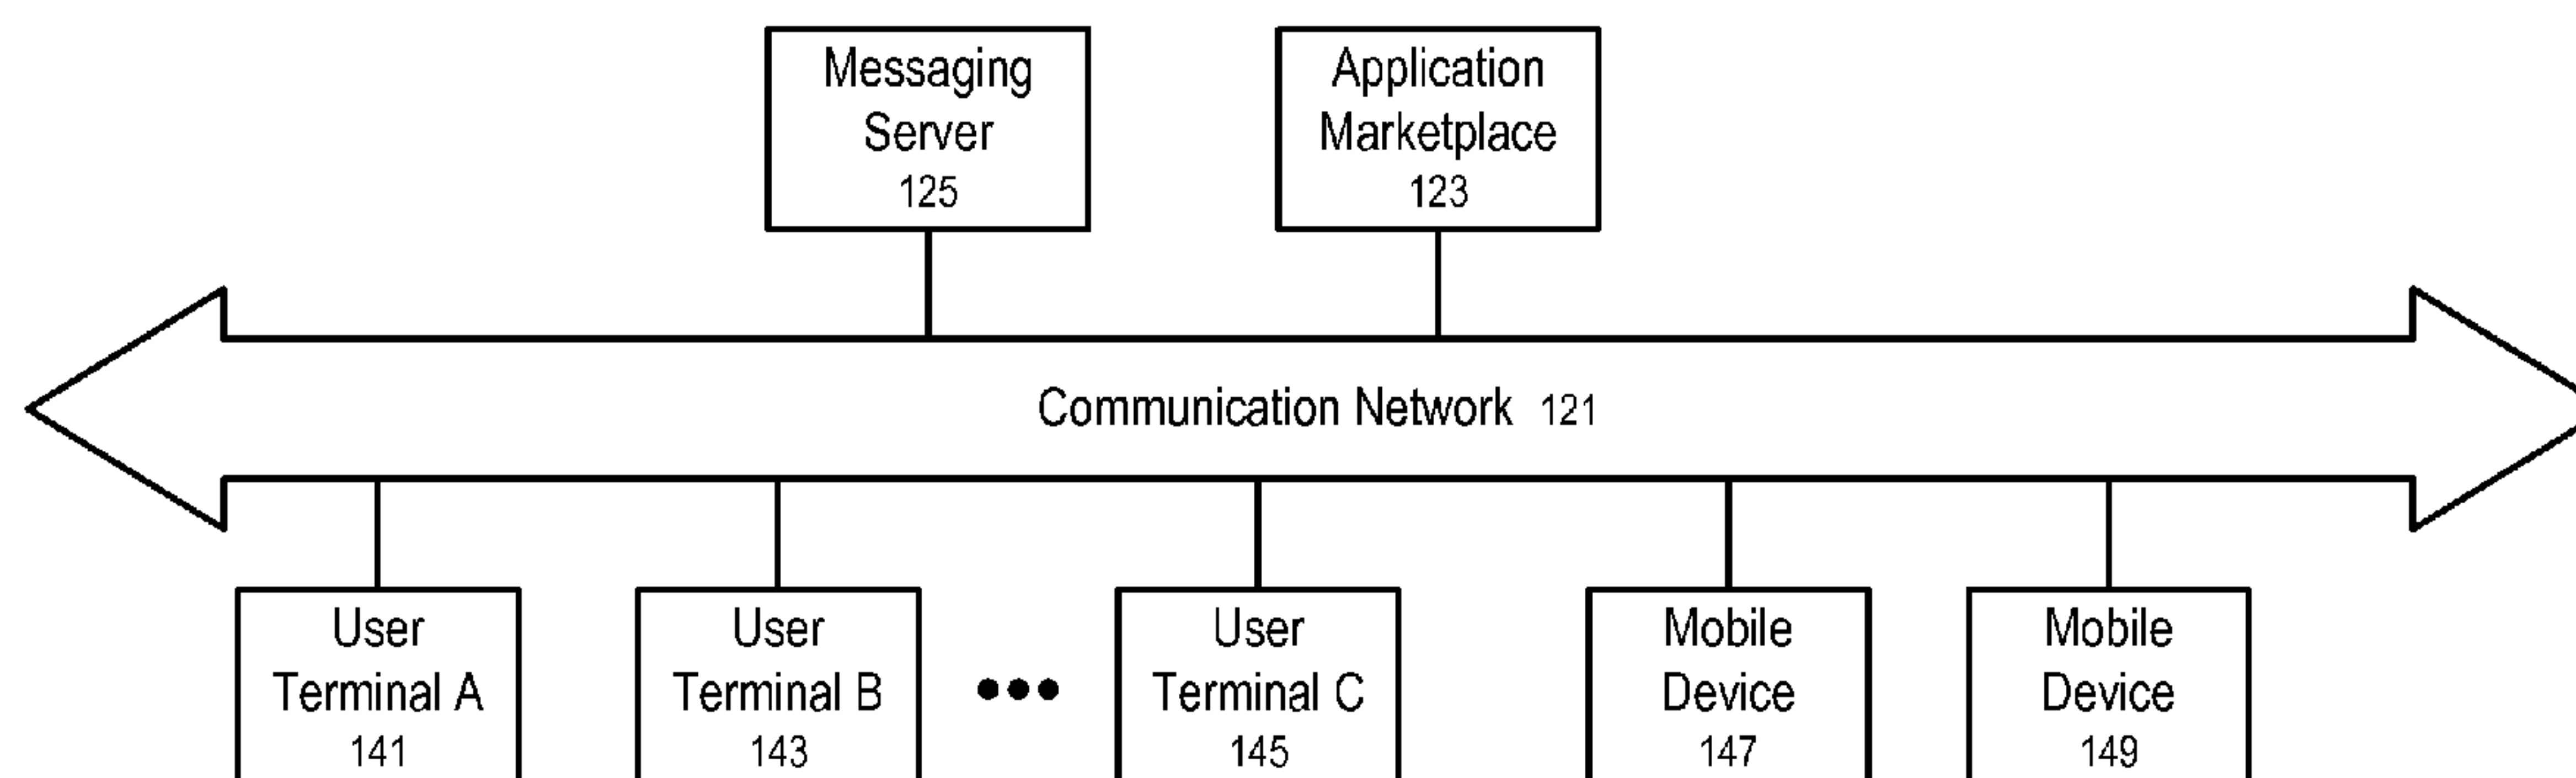 Messaging
Server
125
Application
Marketplace
123
Communication Network 121
User
Terminal A
141
User
Terminal B
143
User
Terminal C
145
Mobile
Device
147
Mobile
Device
149